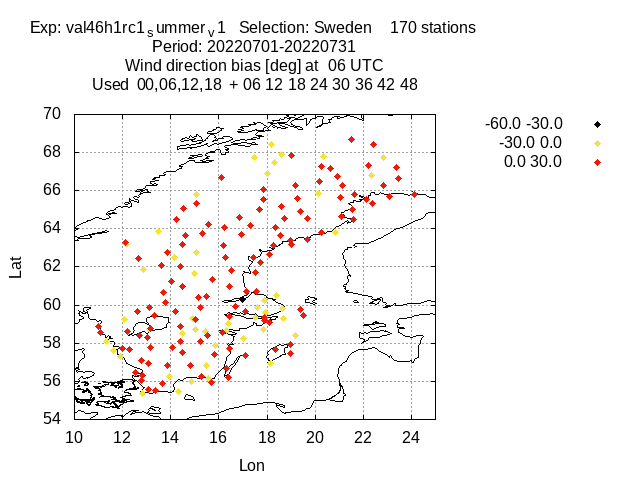 Exp: val46h1rc1_summer_v1 Selection: Sweden 170 stations
Period: 20220701-20220731
Wind direction bias [deg] at 06 UTC
Used 00,06,12,18 + 06 12 18 24 30 36 42 48
-60.0 -30.0
-30.0 0.0
0.0 30.0
70
68
66
64
62
60
58
56
54
Lat
10 12 14 16 18 20 22 24
Lon